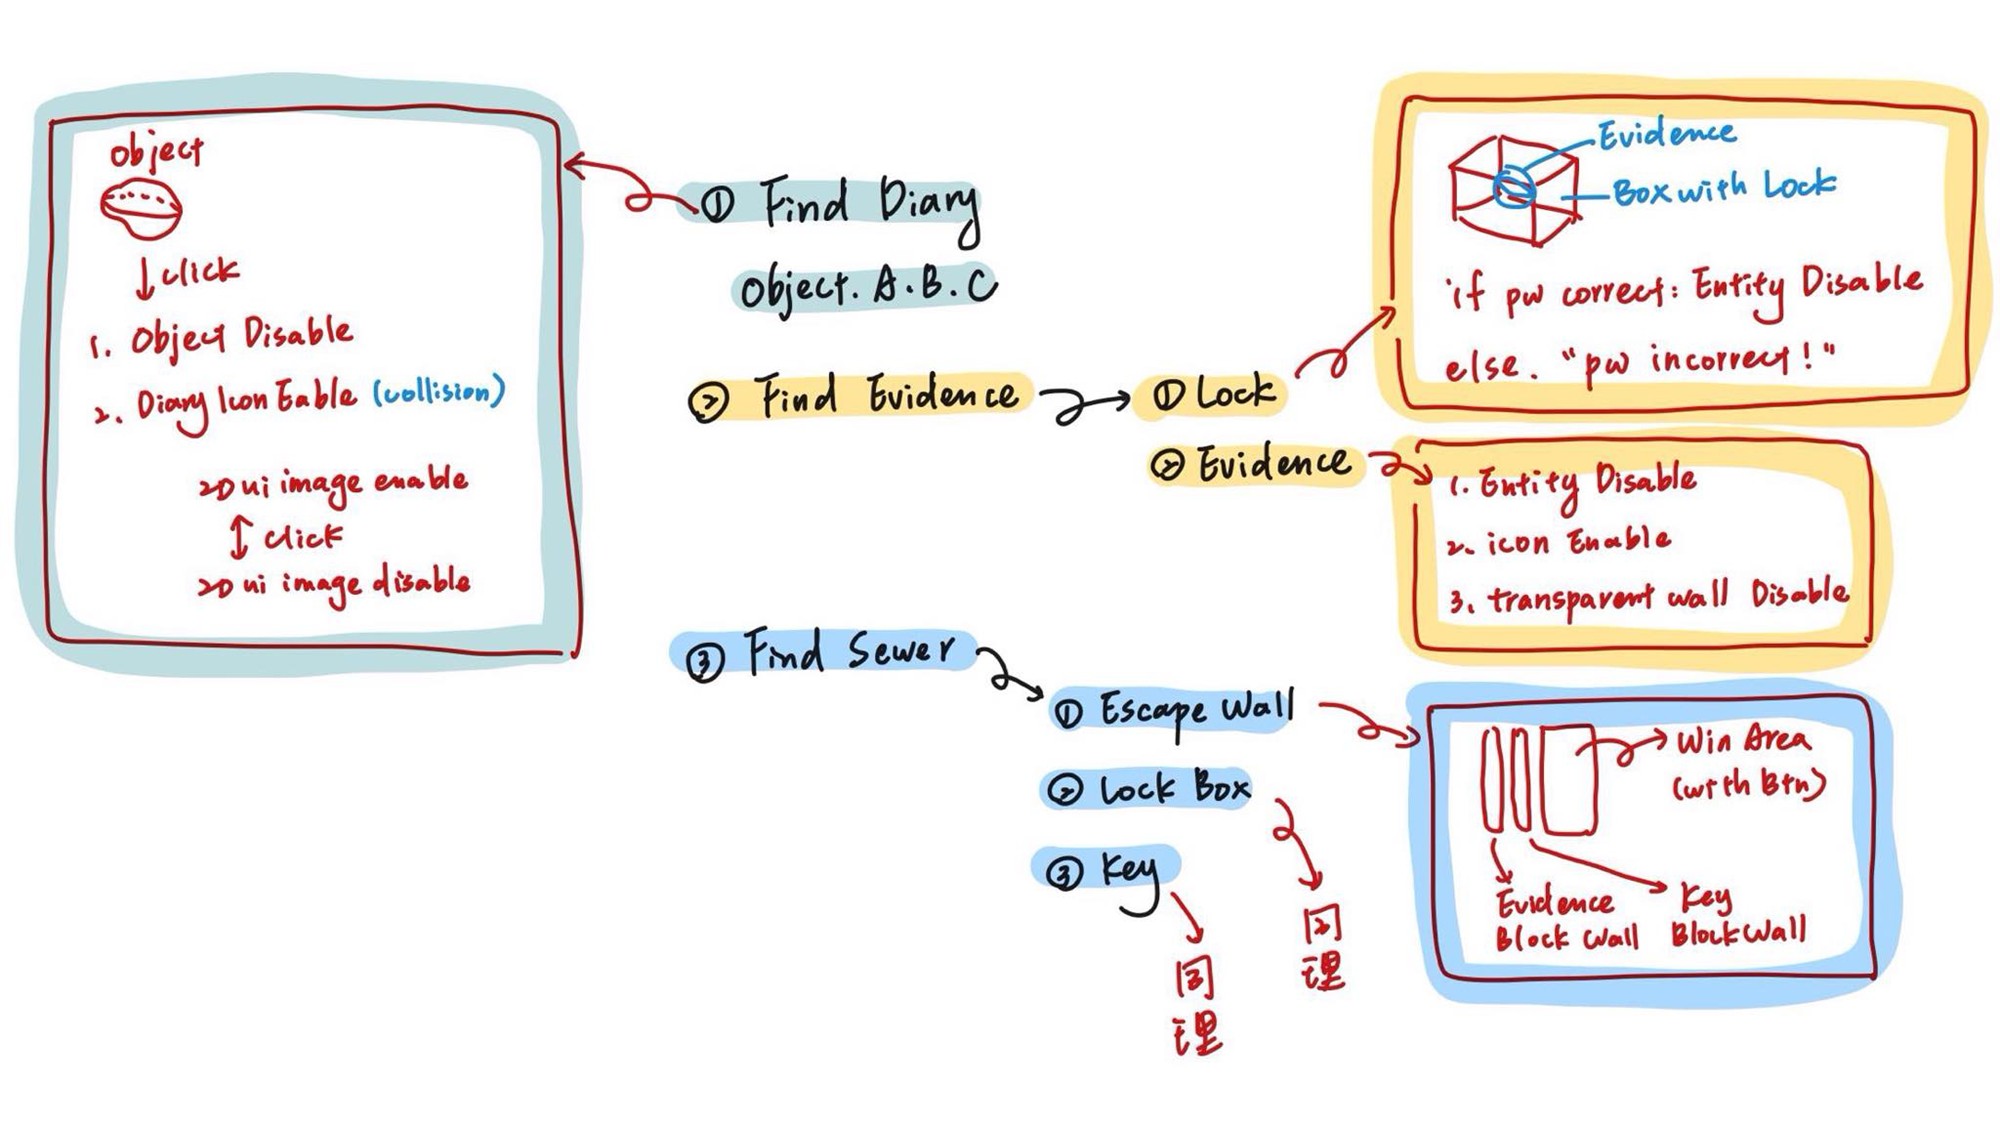 object
click
1. Object Disable
2. Diary Icon Eable (collision)
2D ui image enable
click
2D ui image disable
① Find Diary
object. A. B. C
② Find Evidence
① Lock
② Evidence
Evidence
Box with Lock
if pw correct: Entity Disable
else. "pw incorrect!"
1. Entity Disable
2. icon Enable
3. transparent wall Disable
③ Find Sewer
① Escape Wall
② Lock Box
③ Key
同
理
同
理
Win Area
(with Btn)
Evidence
Block Wall
Key
Block Wall